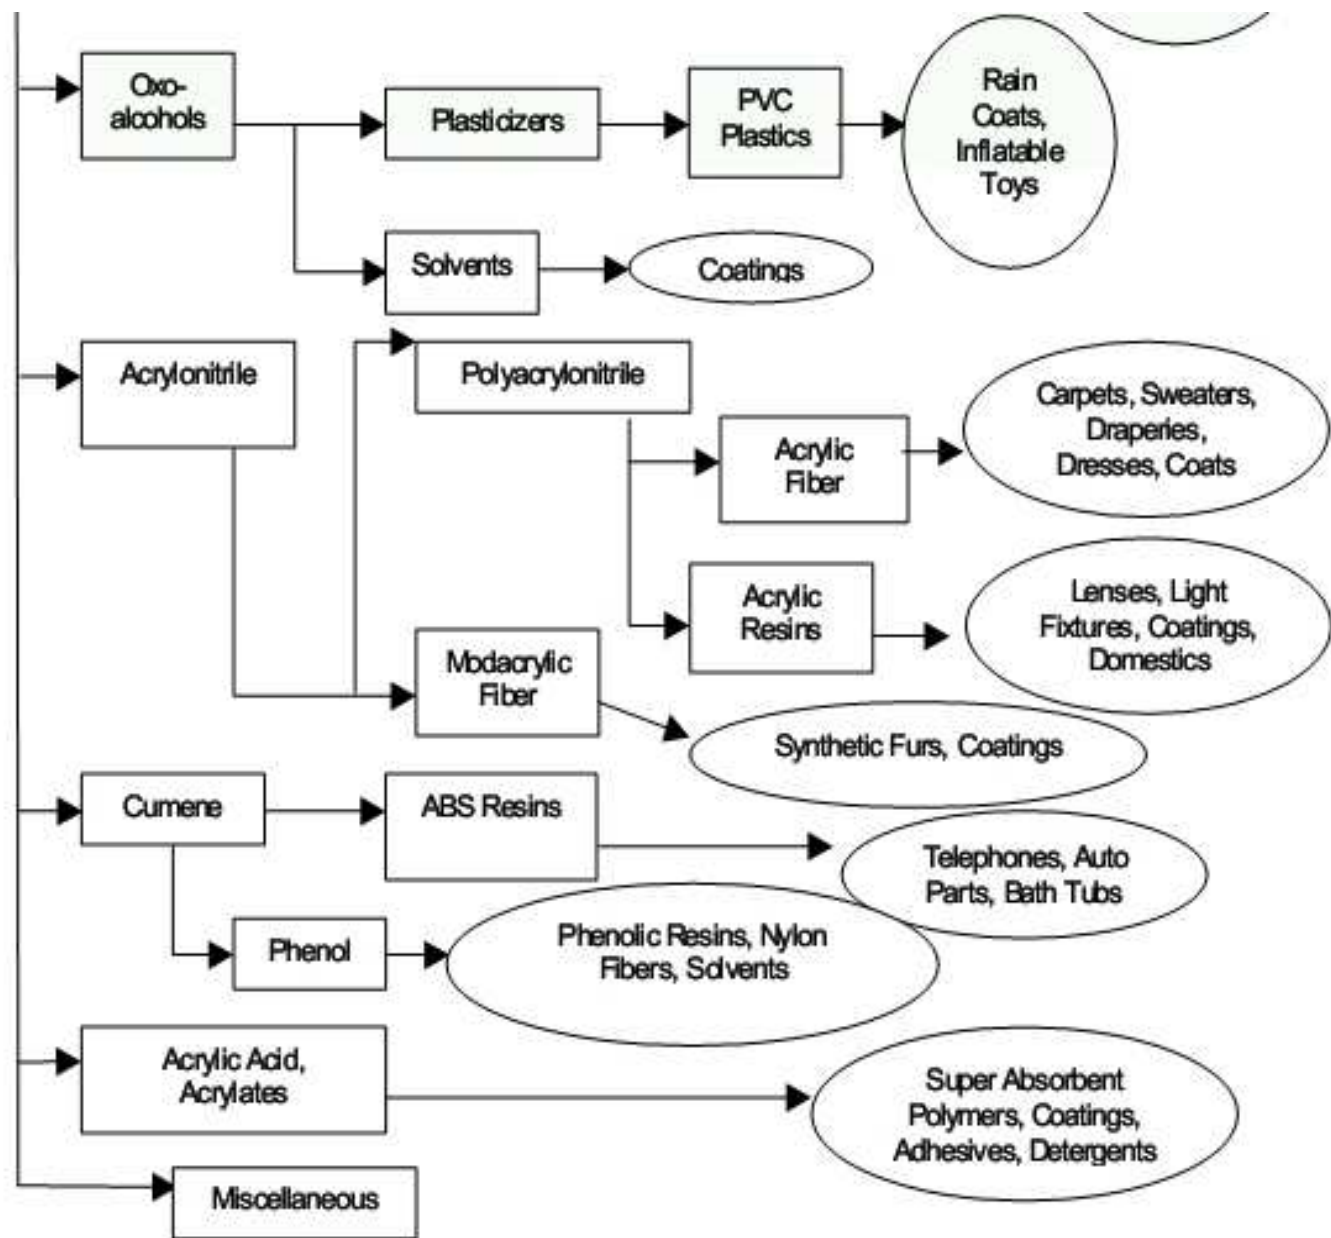 Oxo-
alcohols
Plasticizers
PVC
Plastics
Rain
Coats,
Inflatable
Toys
Solvents
Coatings
Acrylonitrile
Polyacrylonitrile
Acrylic
Fiber
Carpets, Sweaters,
Draperies,
Dresses, Coats
Acrylic
Resins
Lenses, Light
Fixtures, Coatings,
Domestics
Modacrylic
Fiber
Synthetic Furs, Coatings
Cumene
ABS Resins
Telephones, Auto
Parts, Bath Tubs
Phenol
Phenolic Resins, Nylon
Fibers, Solvents
Acrylic Acid,
Acrylates
Super Absorbent
Polymers, Coatings,
Adhesives, Detergents
Miscellaneous